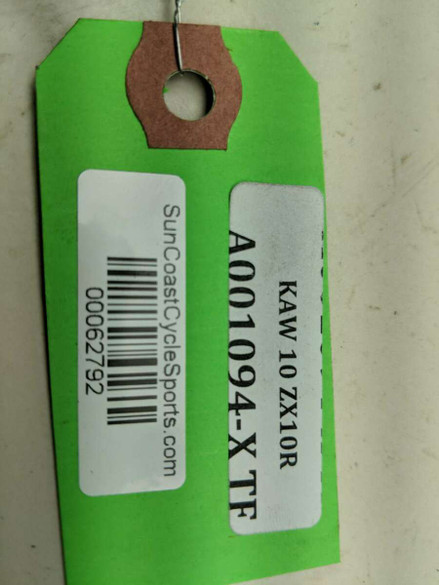 KAW 10 ZX10R
A001094-X TF
SunCoastCycleSports.com
00062792